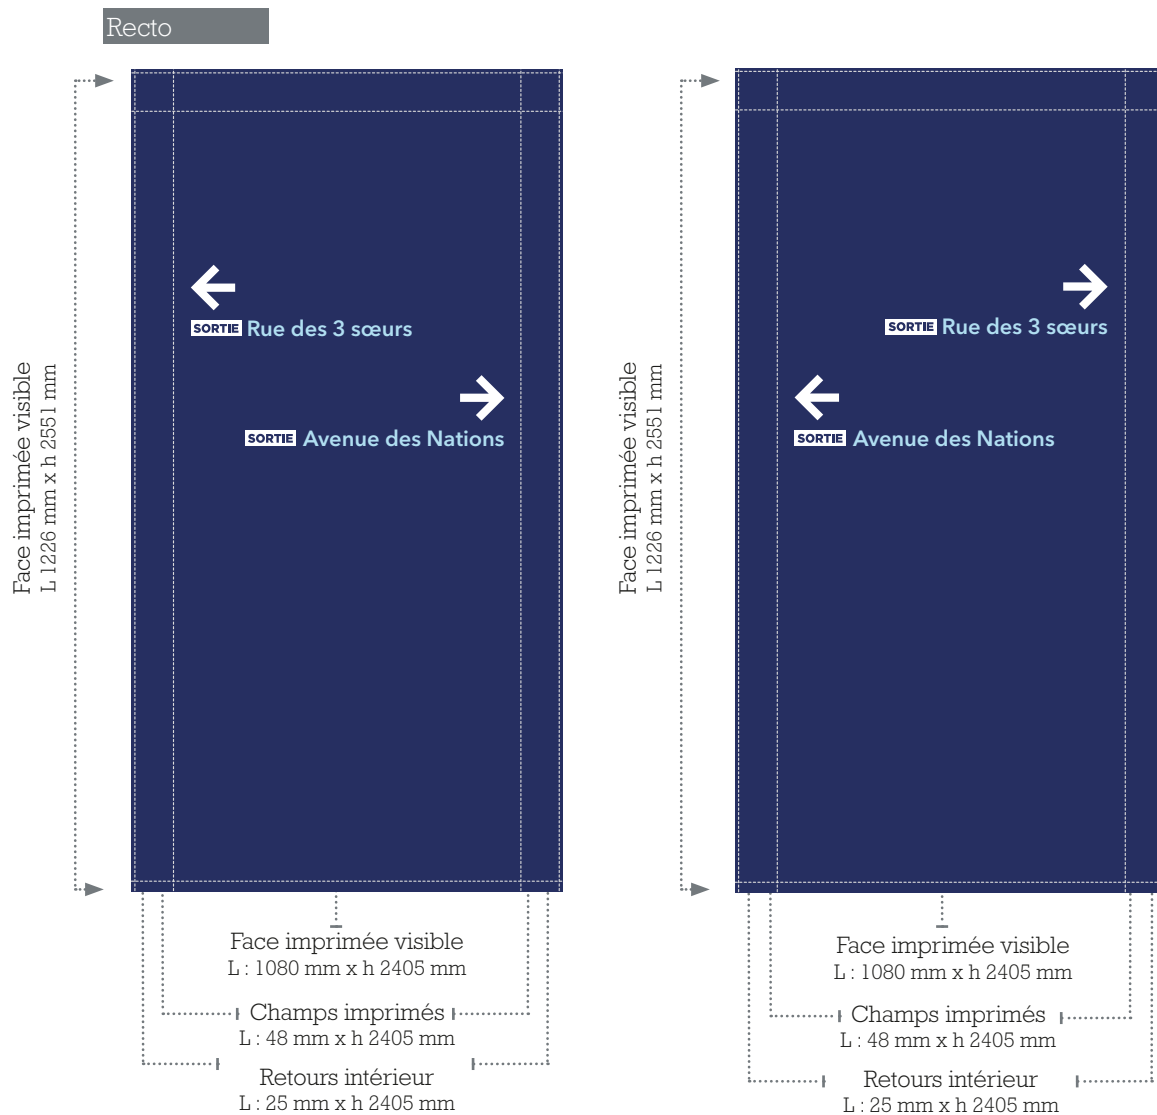 Recto
Face imprimée visible
L 1226 mm x h 2551 mm
SORTIE Rue des 3 sœurs
SORTIE Avenue des Nations
Face imprimée visible
L : 1080 mm x h 2405 mm
Champs imprimés
L : 48 mm x h 2405 mm
Retours intérieur
L : 25 mm x h 2405 mm
Face imprimée visible
L 1226 mm x h 2551 mm
SORTIE Rue des 3 sœurs
SORTIE Avenue des Nations
Face imprimée visible
L : 1080 mm x h 2405 mm
Champs imprimés
L : 48 mm x h 2405 mm
Retours intérieur
L : 25 mm x h 2405 mm